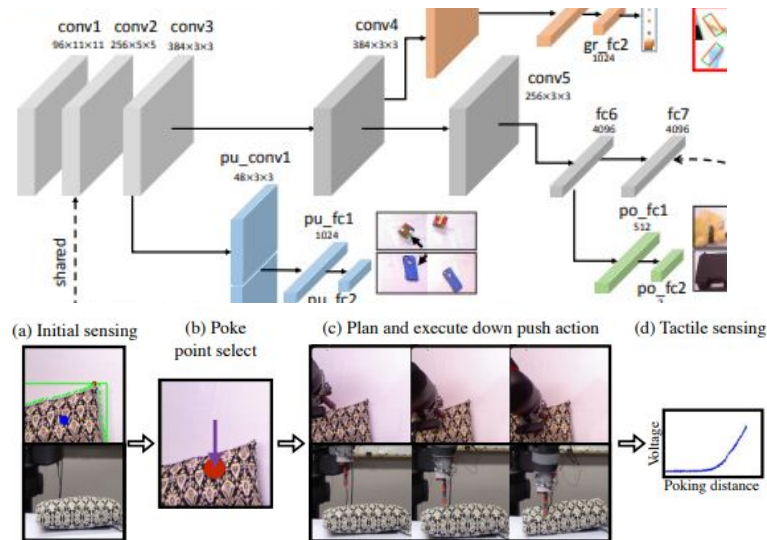 conv1
96×11×11
conv2
256×5×5
conv3
384×3×3
conv4
384×3×3
gr_fc2
1024
conv5
256×3×3
fc6
4096
fc7
4096
pu_conv1
48×3×3
shared
pu_fc1
1024
pu_fc2
po_fc1
512
po_fc2
(a) Initial sensing
(b) Poke
point select
(c) Plan and execute down push action
(d) Tactile sensing
Voltage
Poking distance